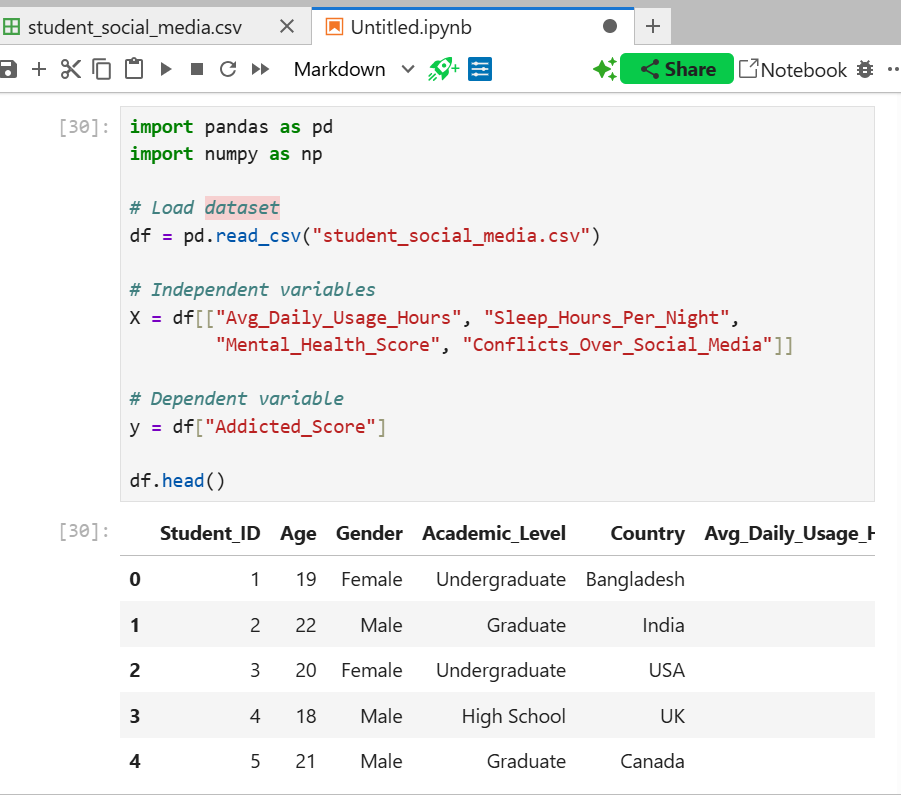 student_social_media.csv
Untitled.ipynb
Markdown
Share
Notebook
[30]:
import pandas as pd
import numpy as np
# Load dataset
df = pd.read_csv("student_social_media.csv")
# Independent variables
X = df[["Avg_Daily_Usage_Hours", "Sleep_Hours_Per_Night",
"Mental_Health_Score", "Conflicts_Over_Social_Media"]]
# Dependent variable
y = df["Addicted_Score"]
df.head()
[30]:
Student_ID Age Gender Academic_Level Country Avg_Daily_Usage_H
0 1 19 Female Undergraduate Bangladesh
1 2 22 Male Graduate India
2 3 20 Female Undergraduate USA
3 4 18 Male High School UK
4 5 21 Male Graduate Canada